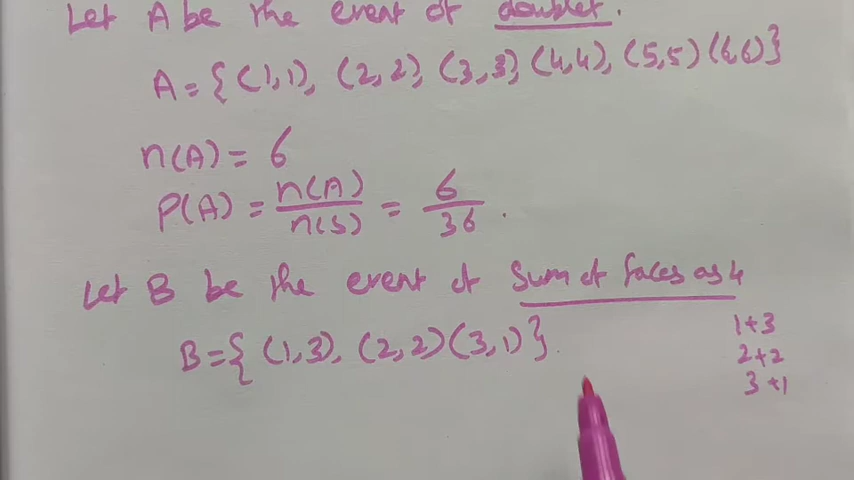 Let A be the event of doublet.
A = {(1,1), (2,2), (3,3), (4,4), (5,5) (6,6)}
n(A) = 6
P(A) = n(A)/n(S) = 6/36.
Let B be the event of Sum of faces as 4
B = { (1,3), (2,2) (3,1) }
1+3
2+2
3+1